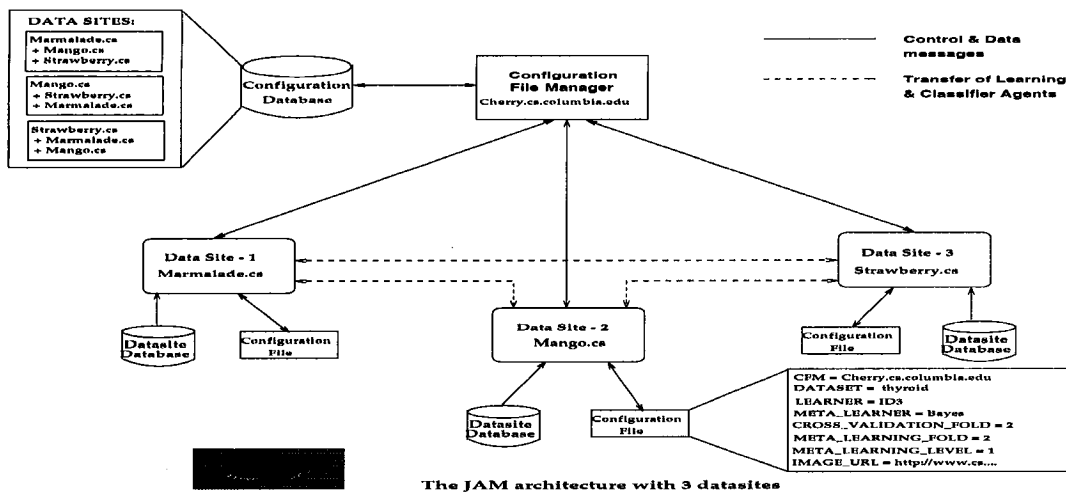 DATA SITES:
Marmalade.cs
+ Mango.cs
+ Strawberry.cs
Mango.cs
+ Strawberry.cs
+ Marmalade.cs
Strawberry.cs
+ Marmalade.cs
+ Mango.cs
Configuration
Database
Configuration
File Manager
Cherry.cs.columbia.edu
Control & Data
messages
Transfer of Learning
& Classifier Agents
Data Site - 1
Marmalade.cs
Data Site - 3
Strawberry.cs
Data Site - 2
Mango.cs
Datasite
Database
Configuration
File
Configuration
File
Datasite
Database
Datasite
Database
Configuration
File
CFM = Cherry.cs.columbia.edu
DATASET = thyroid
LEARNER = ID3
META_LEARNER = Bayes
CROSS_VALIDATION_FOLD = 2
META_LEARNING_FOLD = 2
META_LEARNING_LEVEL = 1
IMAGE_URL = http://www.cs....
The JAM architecture with 3 datasites